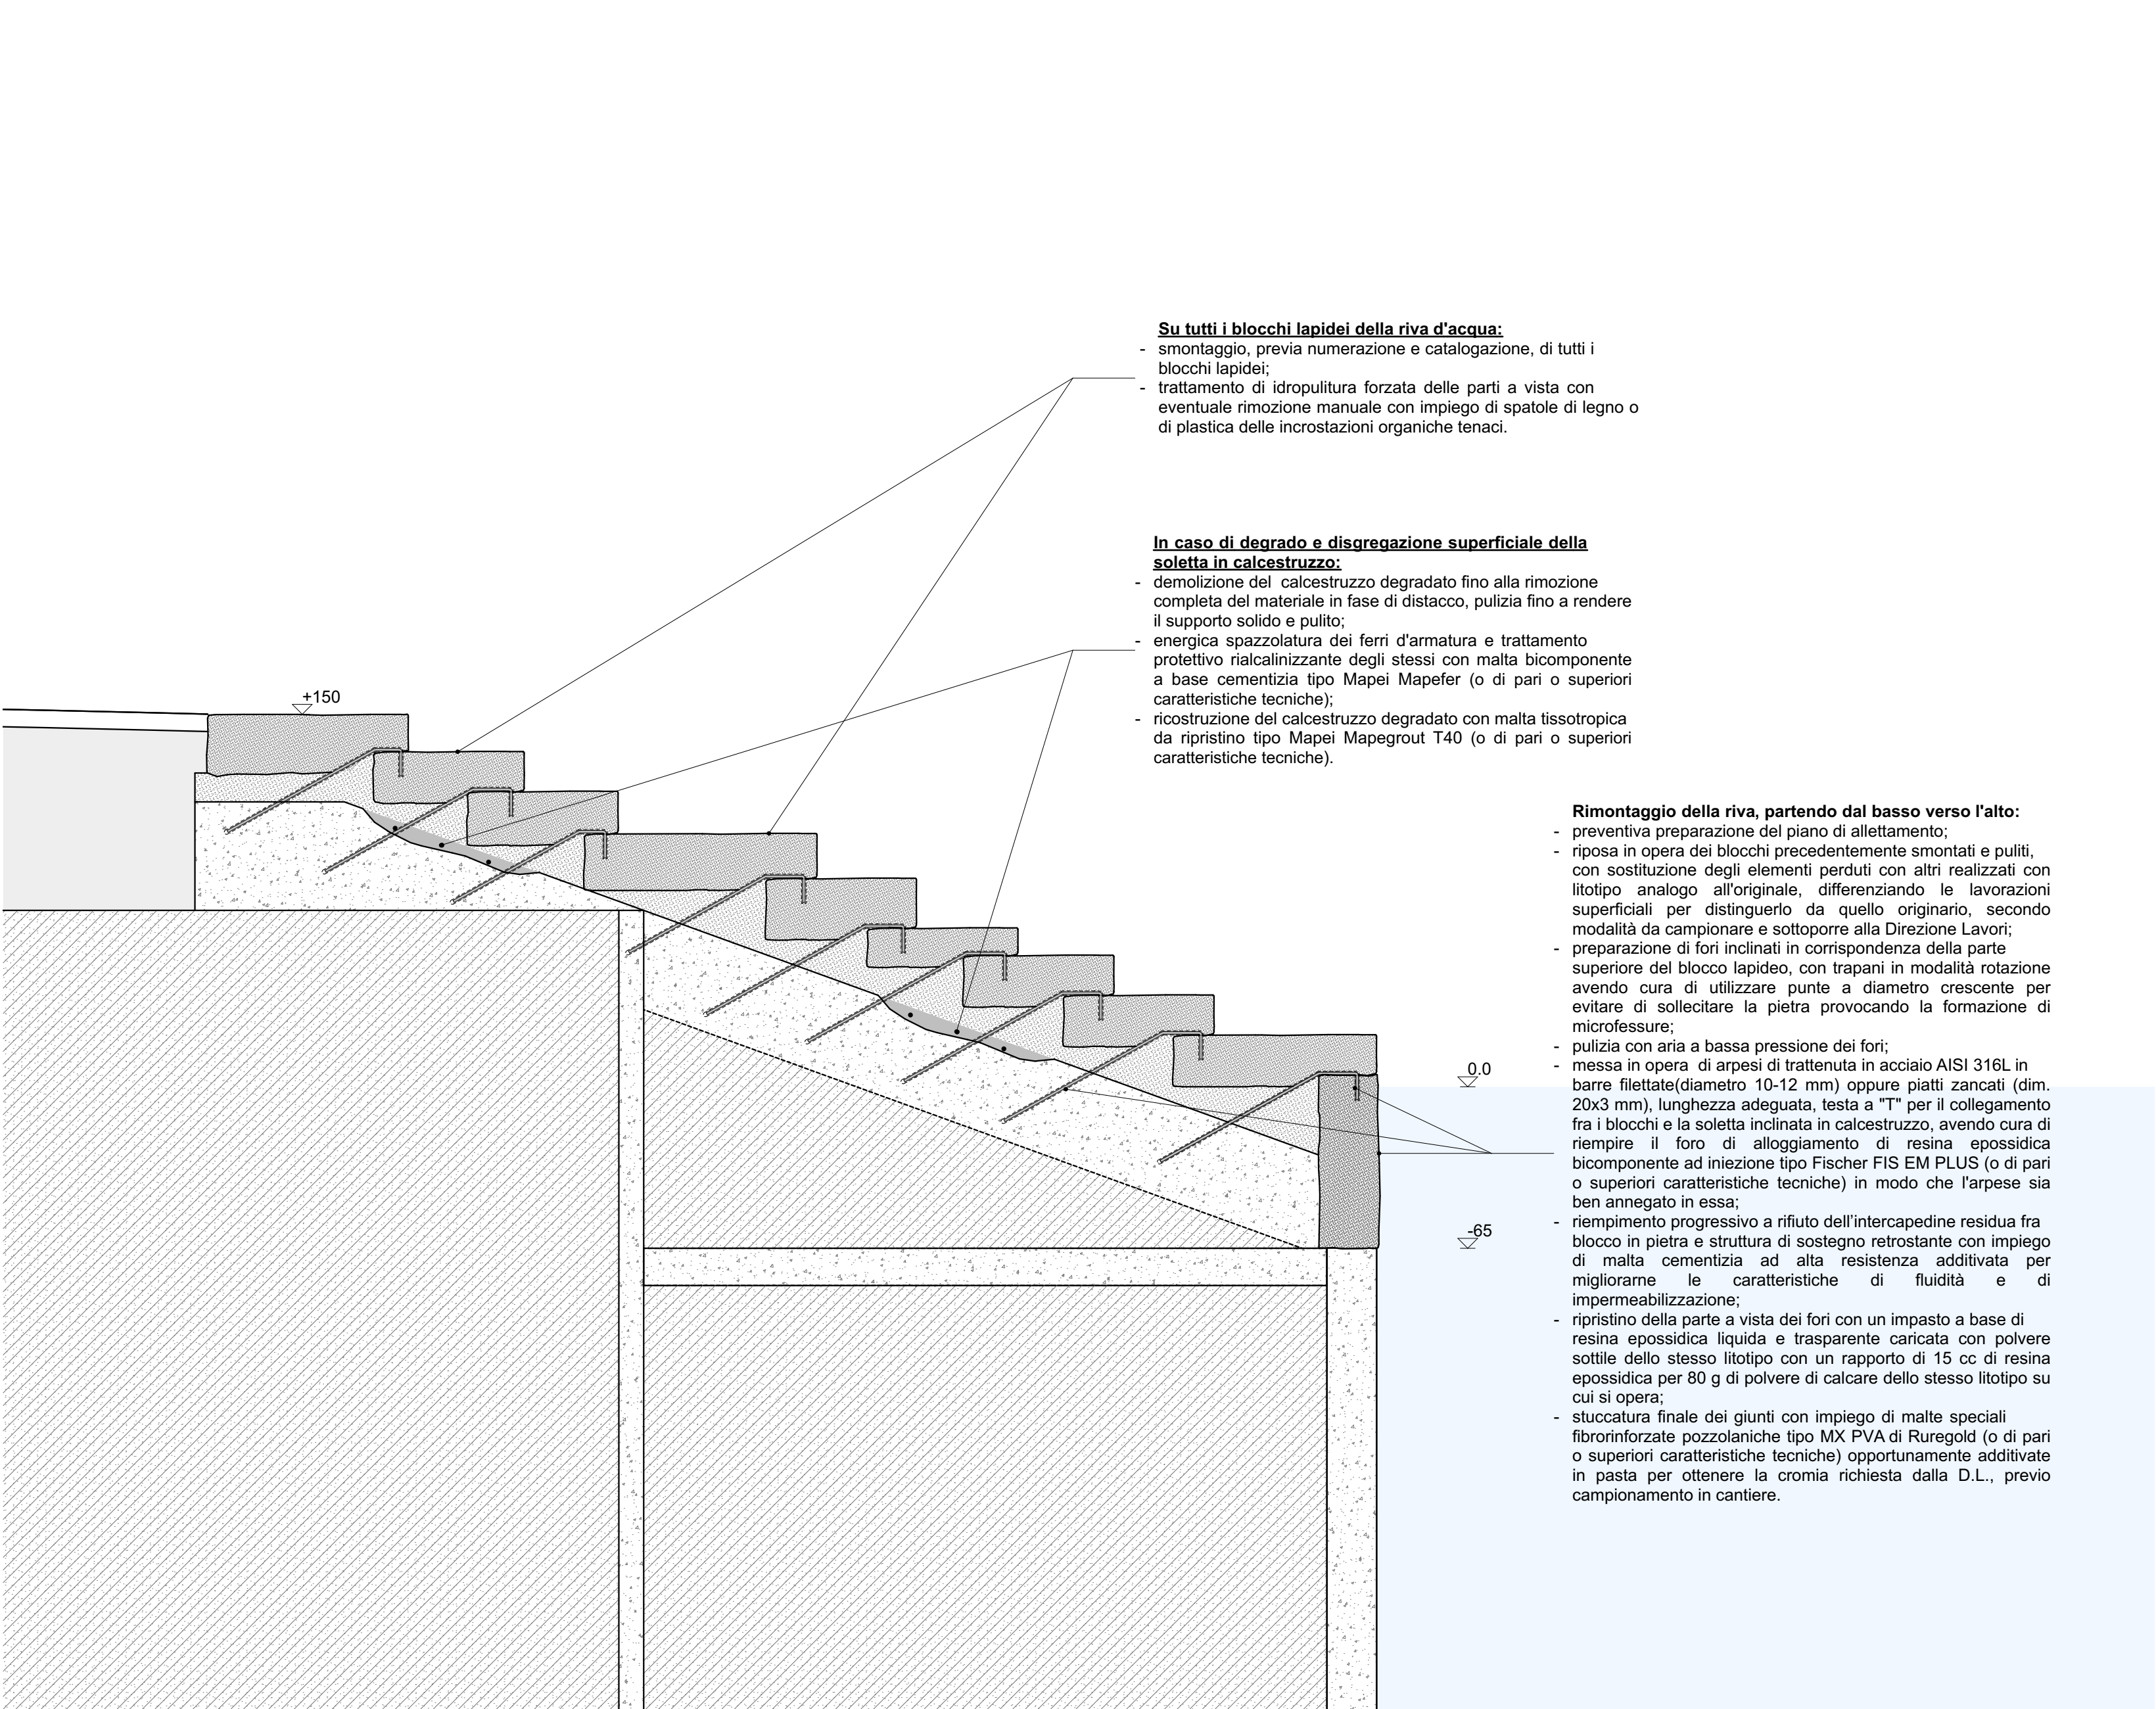 Su tutti i blocchi lapidei della riva d'acqua:
- smontaggio, previa numerazione e catalogazione, di tutti i
blocchi lapidei;
- trattamento di idropulitura forzata delle parti a vista con
eventuale rimozione manuale con impiego di spatole di legno o
di plastica delle incrostazioni organiche tenaci.
In caso di degrado e disgregazione superficiale della
soletta in calcestruzzo:
- demolizione del calcestruzzo degradato fino alla rimozione
completa del materiale in fase di distacco, pulizia fino a rendere
il supporto solido e pulito;
- energica spazzolatura dei ferri d'armatura e trattamento
protettivo rialcalinizzante degli stessi con malta bicomponente
a base cementizia tipo Mapei Mapefer (o di pari o superiori
caratteristiche tecniche);
- ricostruzione del calcestruzzo degradato con malta tissotropica
da ripristino tipo Mapei Mapegrout T40 (o di pari o superiori
caratteristiche tecniche).
+150
Rimontaggio della riva, partendo dal basso verso l'alto:
- preventiva preparazione del piano di allettamento;
- riposa in opera dei blocchi precedentemente smontati e puliti,
con sostituzione degli elementi perduti con altri realizzati con
litotipo analogo all'originale, differenziando le lavorazioni
superficiali per distinguerlo da quello originario, secondo
modalità da campionare e sottoporre alla Direzione Lavori;
- preparazione di fori inclinati in corrispondenza della parte
superiore del blocco lapideo, con trapani in modalità rotazione
avendo cura di utilizzare punte a diametro crescente per
evitare di sollecitare la pietra provocando la formazione di
microfessure;
- pulizia con aria a bassa pressione dei fori;
- messa in opera di arpesi di trattenuta in acciaio AISI 316L in
barre filettate(diametro 10-12 mm) oppure piatti zancati (dim.
20x3 mm), lunghezza adeguata, testa a "T" per il collegamento
fra i blocchi e la soletta inclinata in calcestruzzo, avendo cura di
riempire il foro di alloggiamento di resina epossidica
bicomponente ad iniezione tipo Fischer FIS EM PLUS (o di pari
o superiori caratteristiche tecniche) in modo che l'arpese sia
ben annegato in essa;
- riempimento progressivo a rifiuto dell'intercapedine residua fra
blocco in pietra e struttura di sostegno retrostante con impiego
di malta cementizia ad alta resistenza additivata per
migliorarne le caratteristiche di fluidità e di
impermeabilizzazione;
- ripristino della parte a vista dei fori con un impasto a base di
resina epossidica liquida e trasparente caricata con polvere
sottile dello stesso litotipo con un rapporto di 15 cc di resina
epossidica per 80 g di polvere di calcare dello stesso litotipo su
cui si opera;
- stuccatura finale dei giunti con impiego di malte speciali
fibrorinforzate pozzolaniche tipo MX PVA di Ruregold (o di pari
o superiori caratteristiche tecniche) opportunamente additivate
in pasta per ottenere la cromia richiesta dalla D.L., previo
campionamento in cantiere.
0.0
-65